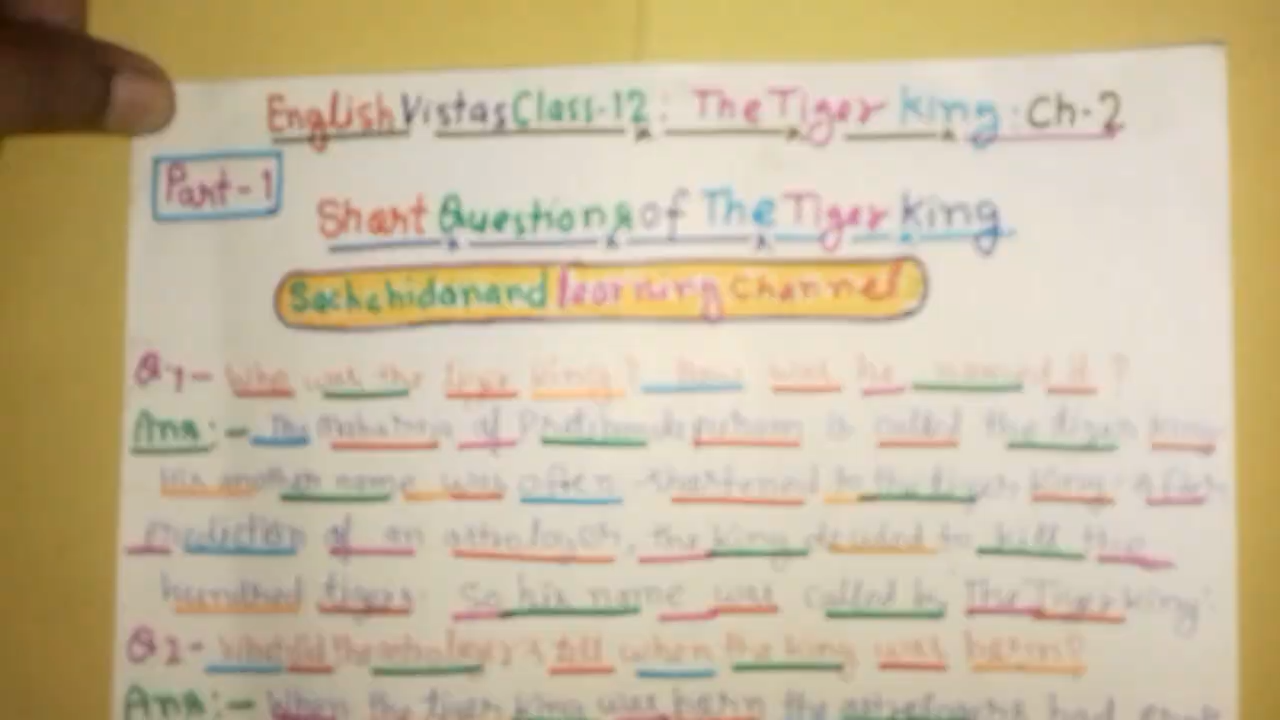 English Vistas Class-12: The Tiger King. Ch-2
Part-1
Short Questions of The Tiger King
Sachchidanand learning Channel
Q1- Who was the tiger king? How was he named it?
Ans:- The Maharaja of Pratibandapuram is called the tiger king
His another name was often shortened to the tiger king. After
prediction of an astrologer, the king decided to kill the
hundred tigers. So his name was called by 'The Tiger King'.
Q2- What did the astrologers tell when the king was born?
Ans:- When the tiger king was born the astrologers had